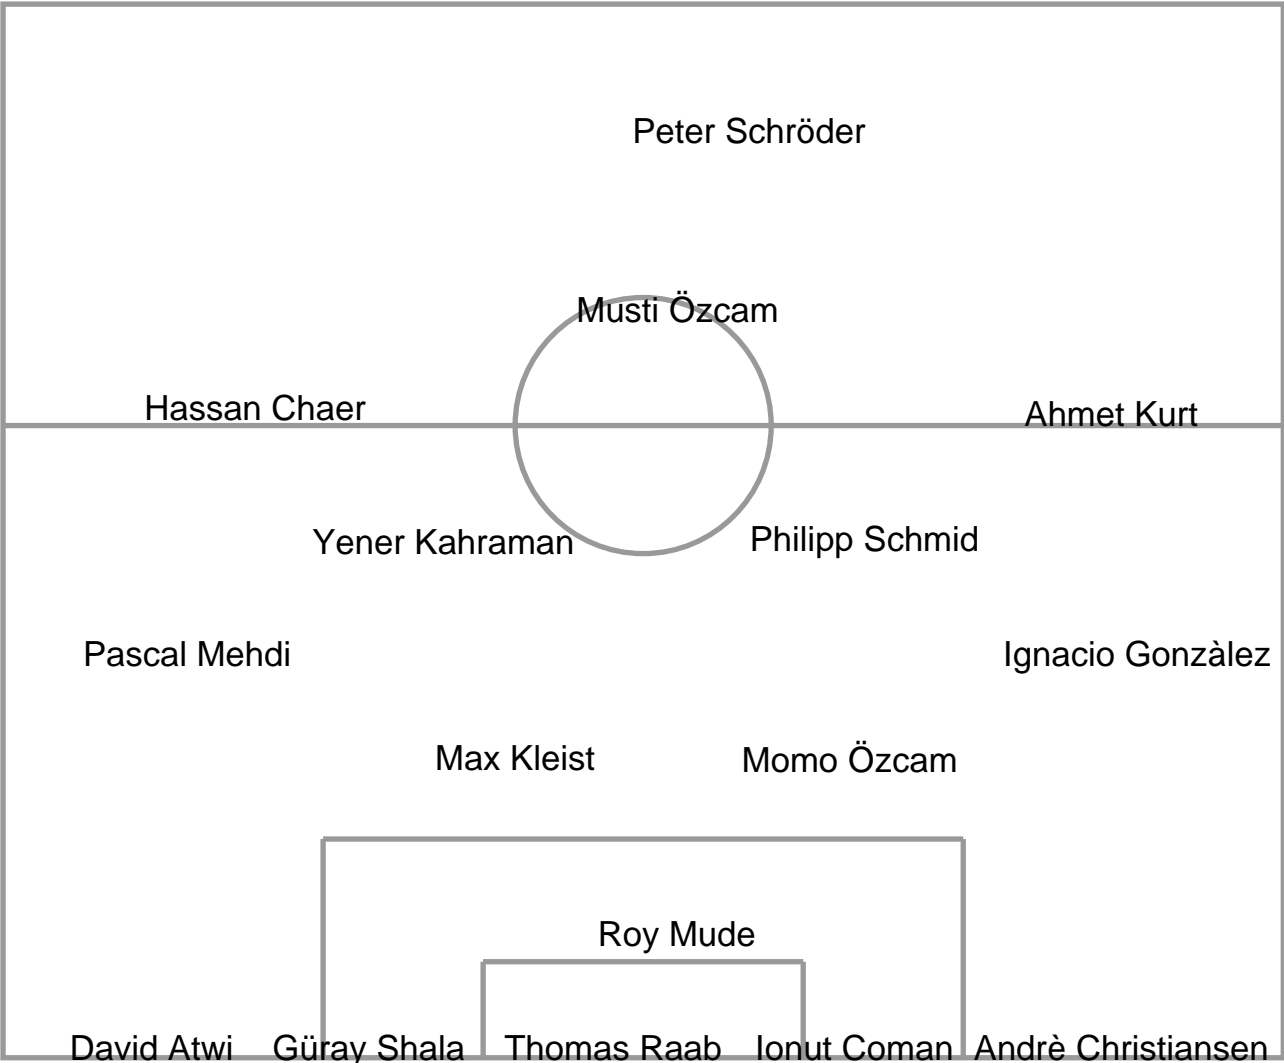 Peter Schröder
Musti Özcam
Hassan Chaer
Ahmet Kurt
Yener Kahraman
Philipp Schmid
Pascal Mehdi
Ignacio Gonzàlez
Max Kleist
Momo Özcam
Roy Mude
David Atwi
Güray Shala
Thomas Raab
Ionut Coman
Andrè Christiansen